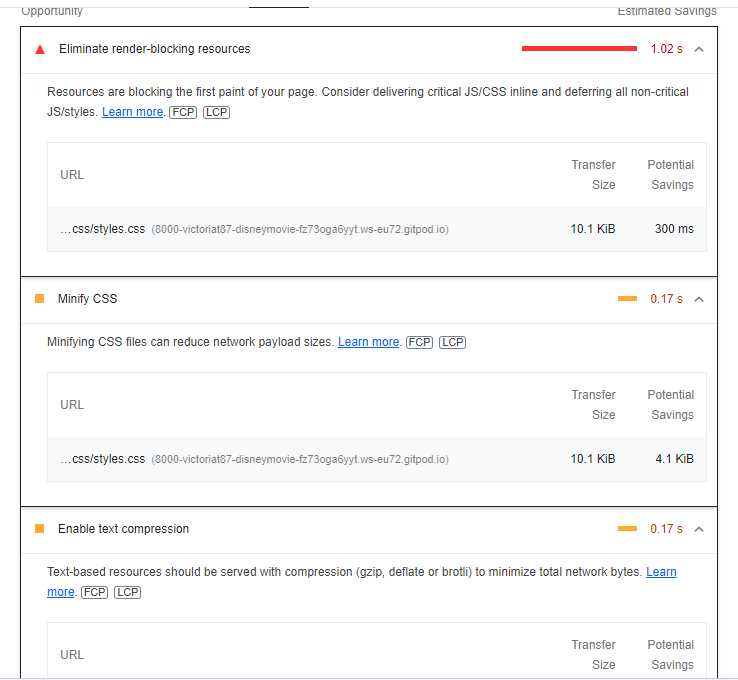 Opportunity Estimated Savings
Eliminate render-blocking resources 1.02 s
Resources are blocking the first paint of your page. Consider delivering critical JS/CSS inline and deferring all non-critical
JS/styles. Learn more. FCP LCP
URL Transfer Size Potential Savings
…css/styles.css (8000-victoriat87-disneymovie-fz73oga6yyt.ws-eu72.gitpod.io) 10.1 KiB 300 ms
Minify CSS 0.17 s
Minifying CSS files can reduce network payload sizes. Learn more. FCP LCP
URL Transfer Size Potential Savings
…css/styles.css (8000-victoriat87-disneymovie-fz73oga6yyt.ws-eu72.gitpod.io) 10.1 KiB 4.1 KiB
Enable text compression 0.17 s
Text-based resources should be served with compression (gzip, deflate or brotli) to minimize total network bytes. Learn
more. FCP LCP
URL Transfer Size Potential Savings